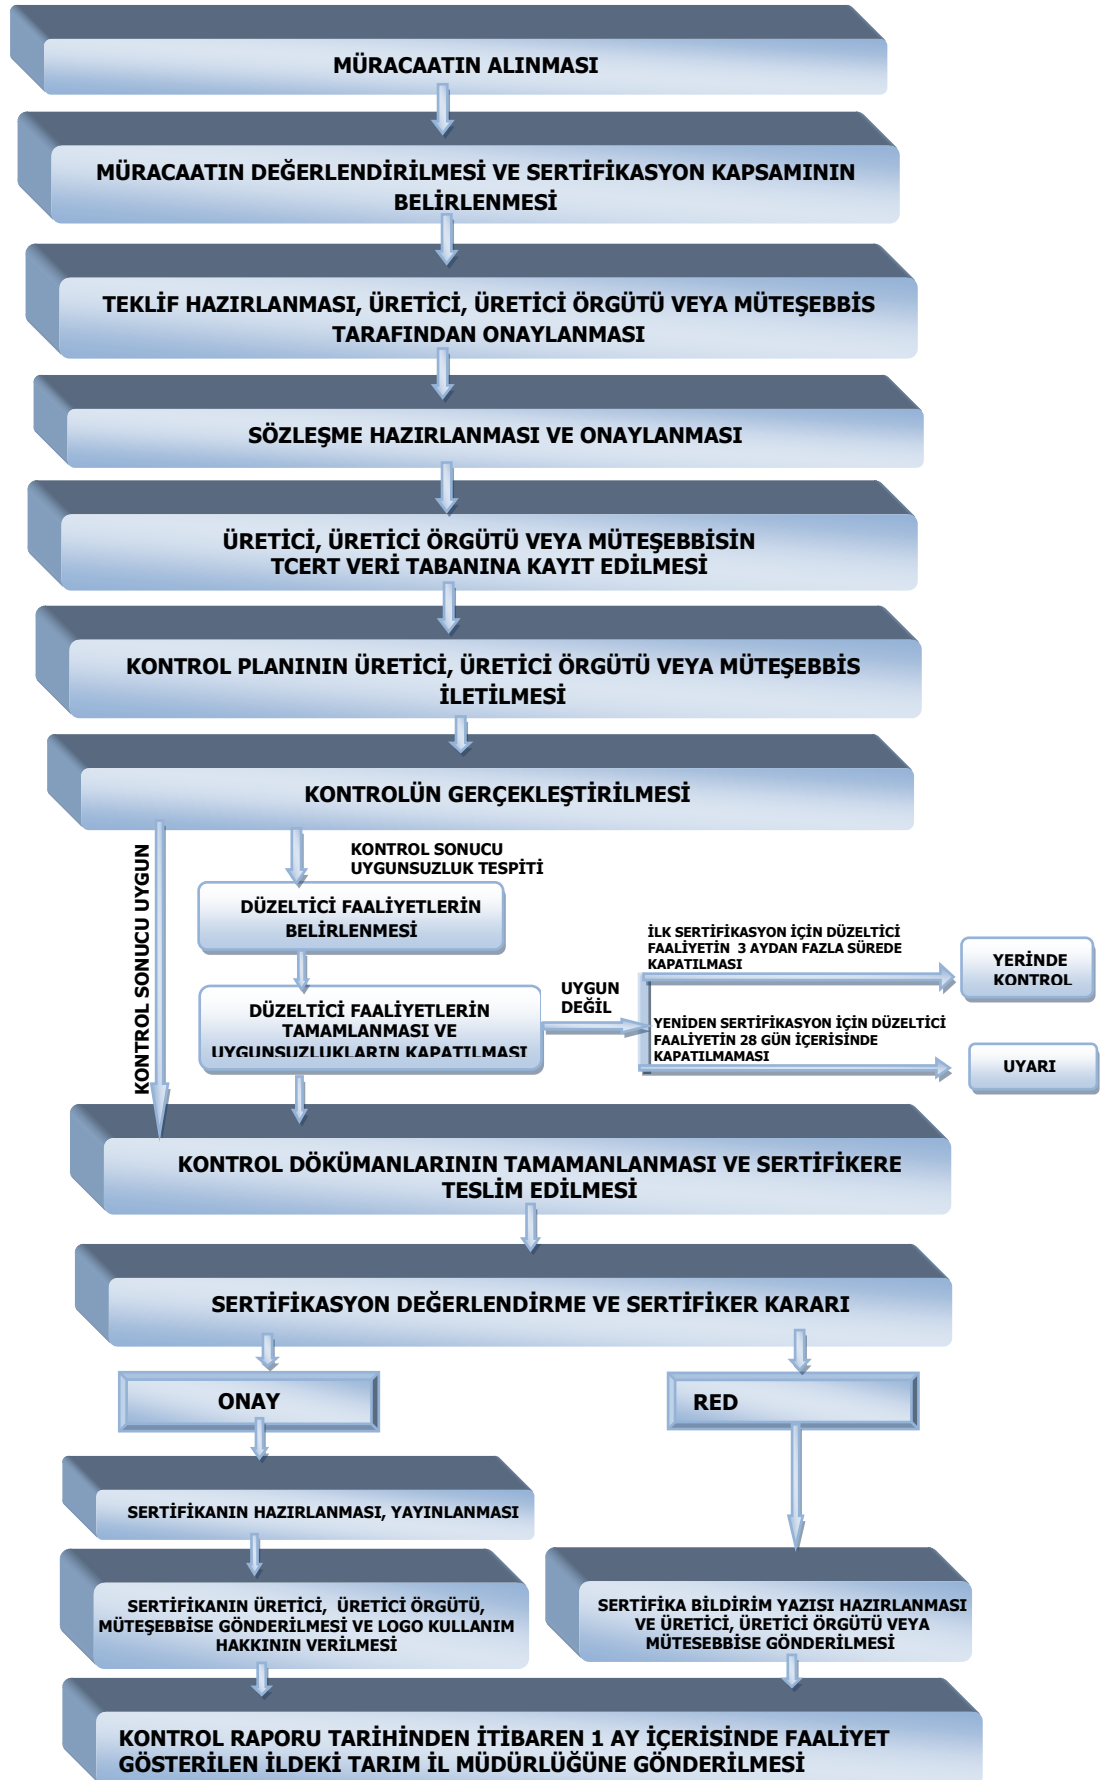 MÜRACAATIN ALINMASI
MÜRACAATIN DEĞERLENDİRİLMESİ VE SERTİFİKASYON KAPSAMININ
BELİRLENMESİ
TEKLİF HAZIRLANMASI, ÜRETİCİ, ÜRETİCİ ÖRGÜTÜ VEYA MÜTEŞEBBİS
TARAFINDAN ONAYLANMASI
SÖZLEŞME HAZIRLANMASI VE ONAYLANMASI
ÜRETİCİ, ÜRETİCİ ÖRGÜTÜ VEYA MÜTEŞEBBİSİN
TCERT VERİ TABANINA KAYIT EDİLMESİ
KONTROL PLANININ ÜRETİCİ, ÜRETİCİ ÖRGÜTÜ VEYA MÜTEŞEBBİS
İLETİLMESİ
KONTROLÜN GERÇEKLEŞTİRİLMESİ
KONTROL SONUCU UYGUN
KONTROL SONUCU
UYGUNSUZLUK TESPİTİ
DÜZELTİCİ FAALİYETLERİN
BELİRLENMESİ
DÜZELTİCİ FAALİYETLERİN
TAMAMLANMASI VE
UYGUNSUZLUKLARIN KAPATILMASI
UYGUN
DEĞİL
İLK SERTİFİKASYON İÇİN DÜZELTİCİ
FAALİYETİN 3 AYDAN FAZLA SÜREDE
KAPATILMASI
YERİNDE
KONTROL
YENİDEN SERTİFİKASYON İÇİN DÜZELTİCİ
FAALİYETİN 28 GÜN İÇERİSİNDE
KAPATILMAMASI
UYARI
KONTROL DÖKÜMANLARININ TAMAMANLANMASI VE SERTİFİKERE
TESLİM EDİLMESİ
SERTİFİKASYON DEĞERLENDİRME VE SERTİFİKER KARARI
ONAY
RED
SERTİFİKANIN HAZIRLANMASI, YAYINLANMASI
SERTİFİKANIN ÜRETİCİ, ÜRETİCİ ÖRGÜTÜ,
MÜTEŞEBBİSE GÖNDERİLMESİ VE LOGO KULLANIM
HAKKININ VERİLMESİ
SERTİFİKA BİLDİRİM YAZISI HAZIRLANMASI
VE ÜRETİCİ, ÜRETİCİ ÖRGÜTÜ VEYA
MÜTESEBBİSE GÖNDERİLMESİ
KONTROL RAPORU TARİHİNDEN İTİBAREN 1 AY İÇERİSİNDE FAALİYET
GÖSTERİLEN İLDEKİ TARIM İL MÜDÜRLÜĞÜNE GÖNDERİLMESİ